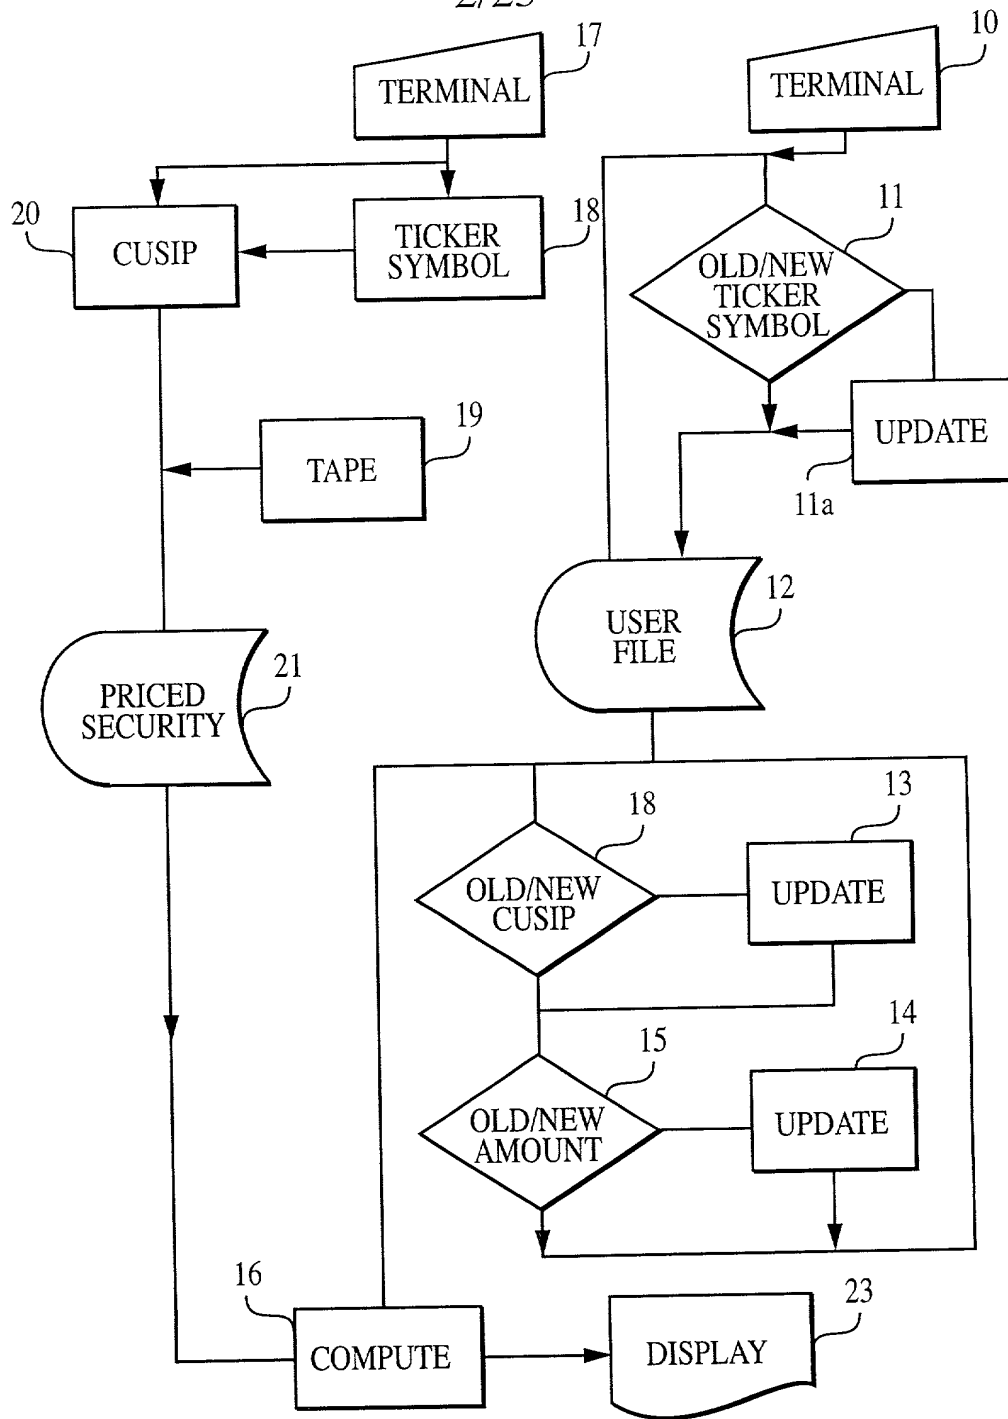 2/25
17
TERMINAL
10
TERMINAL
20
CUSIP
TICKER
SYMBOL
18
11
OLD/NEW
TICKER
SYMBOL
19
TAPE
UPDATE
11a
12
USER
FILE
PRICED
SECURITY
21
18
OLD/NEW
CUSIP
13
UPDATE
15
OLD/NEW
AMOUNT
14
UPDATE
16
COMPUTE
23
DISPLAY